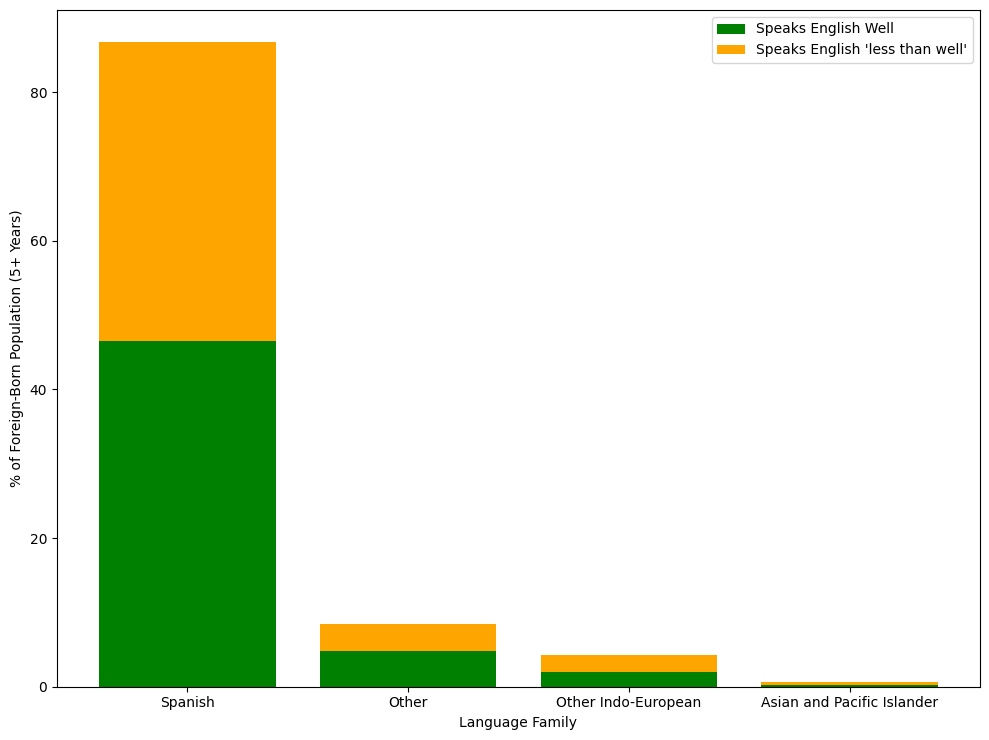 Speaks English Well
Speaks English 'less than well'
% of Foreign-Born Population (5+ Years)
80
60
40
20
0
Spanish
Other
Other Indo-European
Asian and Pacific Islander
Language Family